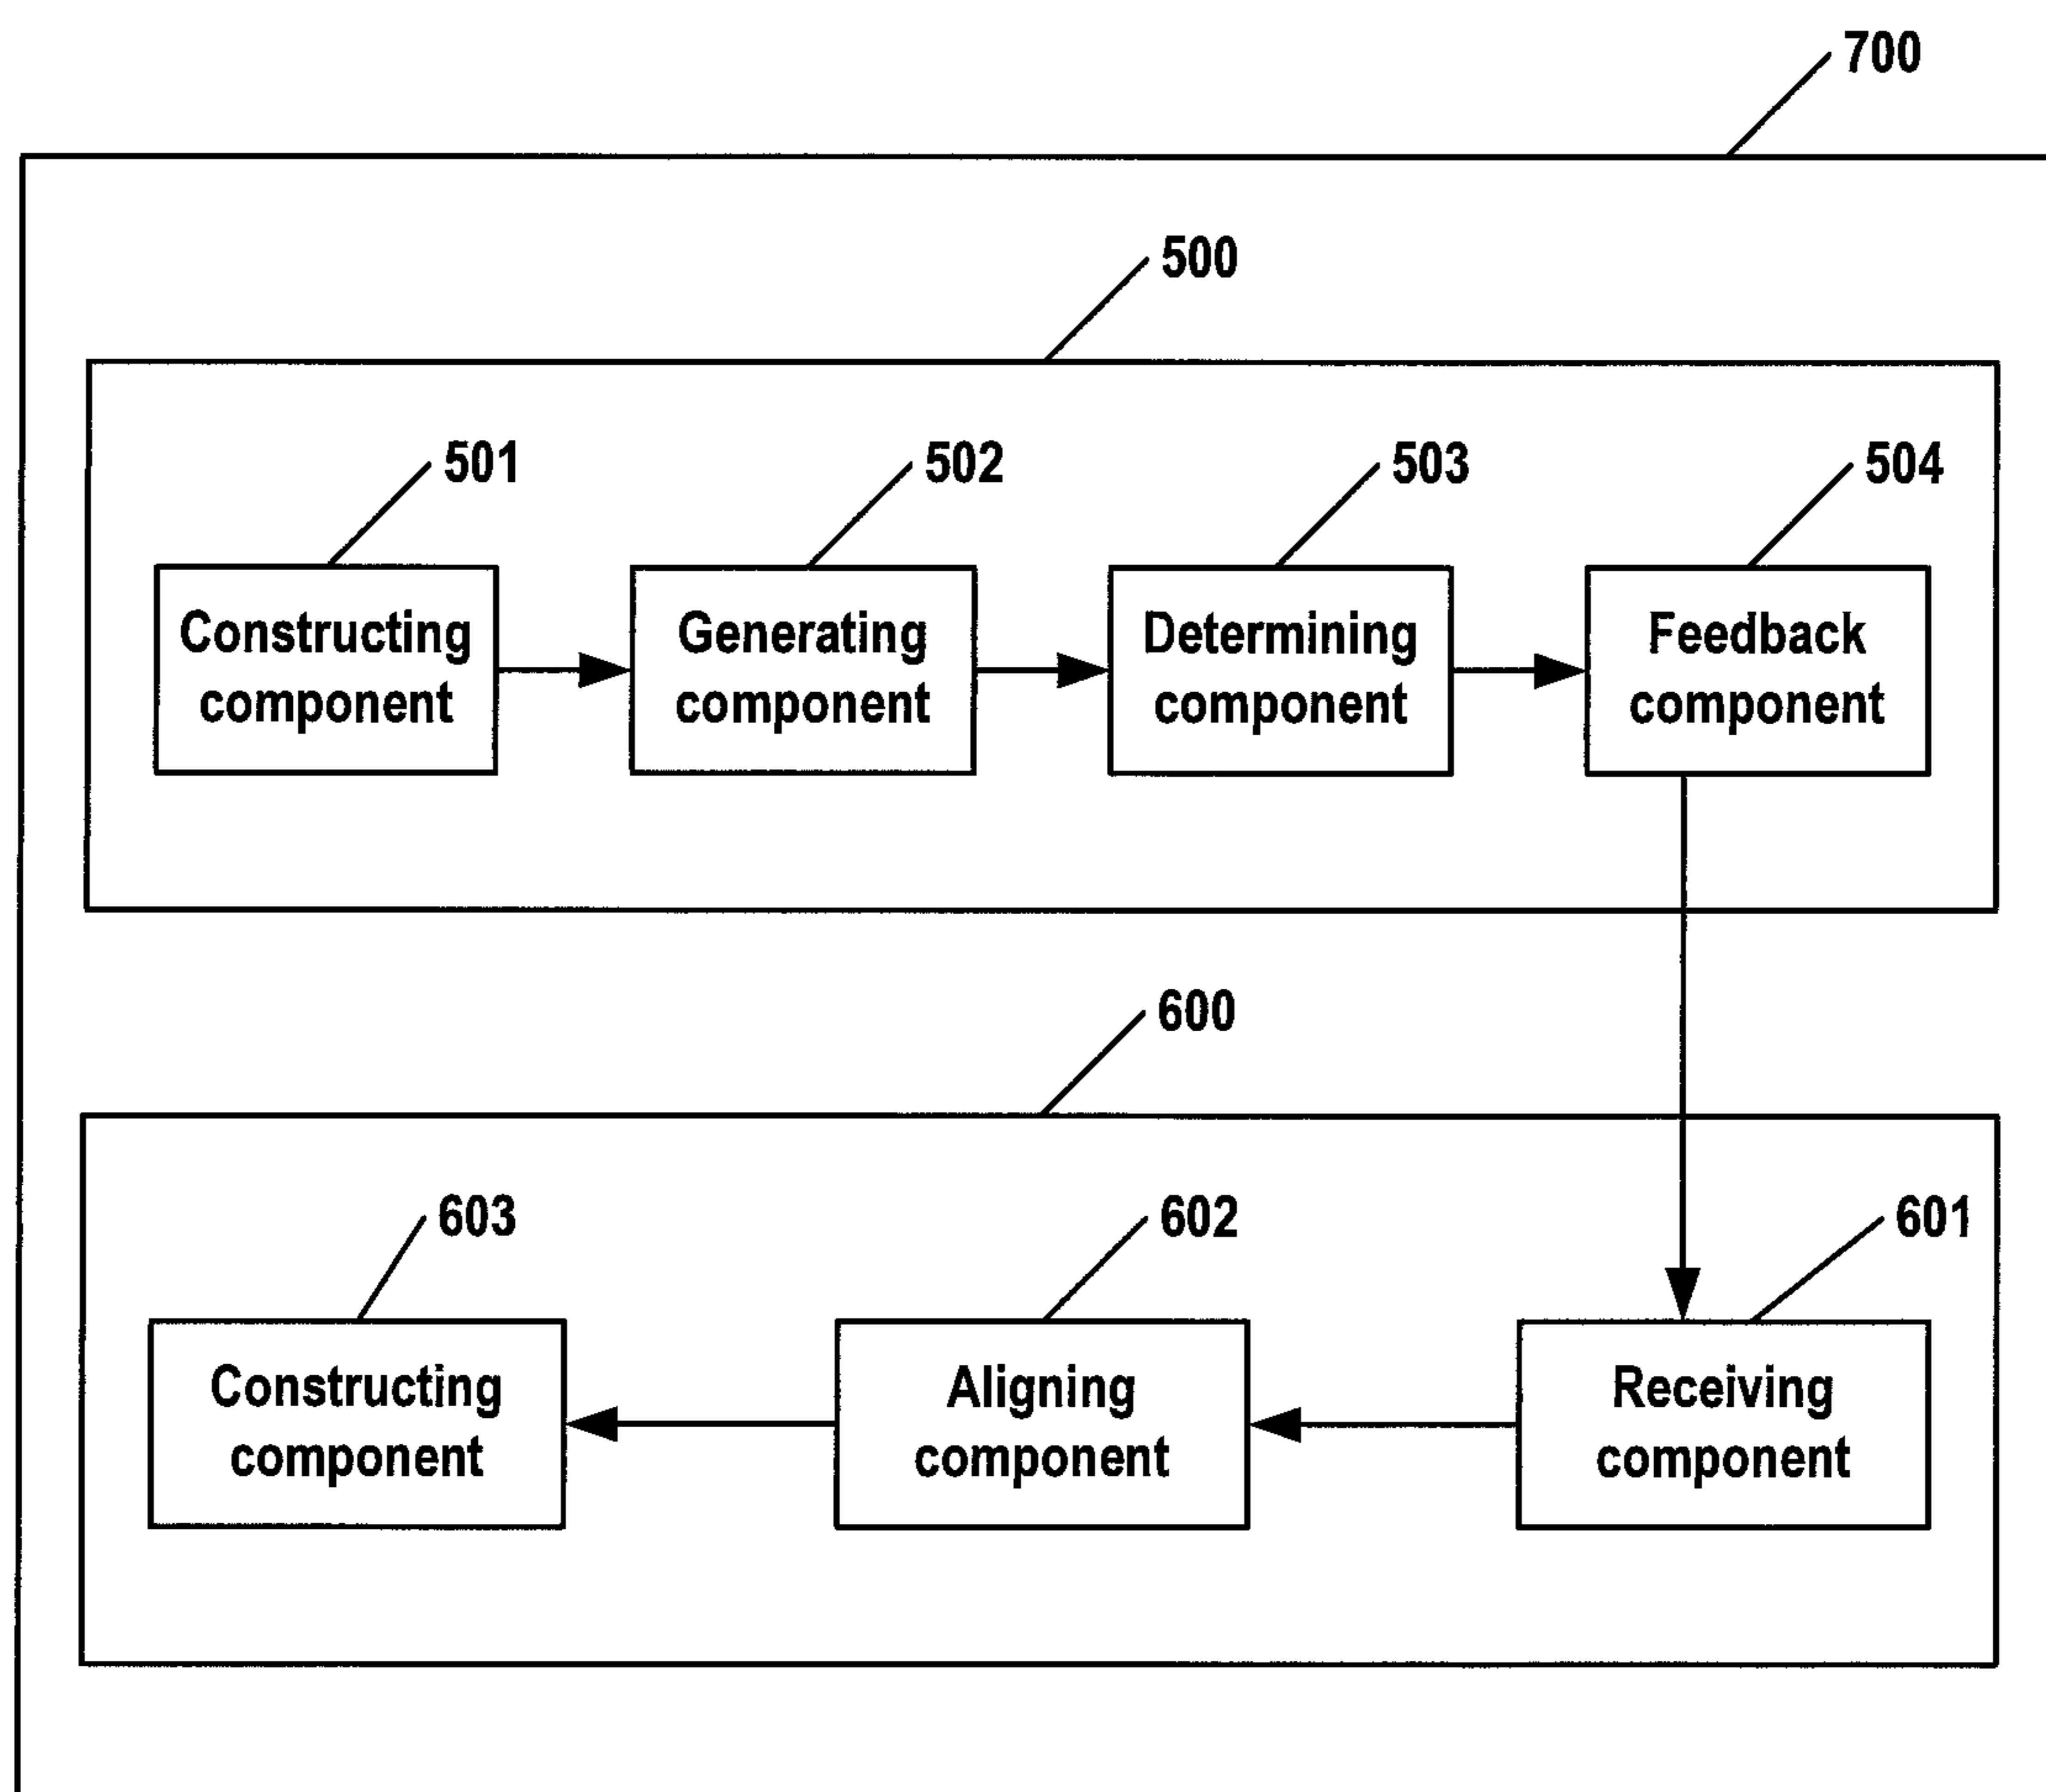 700
500
501
502
503
504
Constructing
component
Generating
component
Determining
component
Feedback
component
600
603
602
601
Constructing
component
Aligning
component
Receiving
component